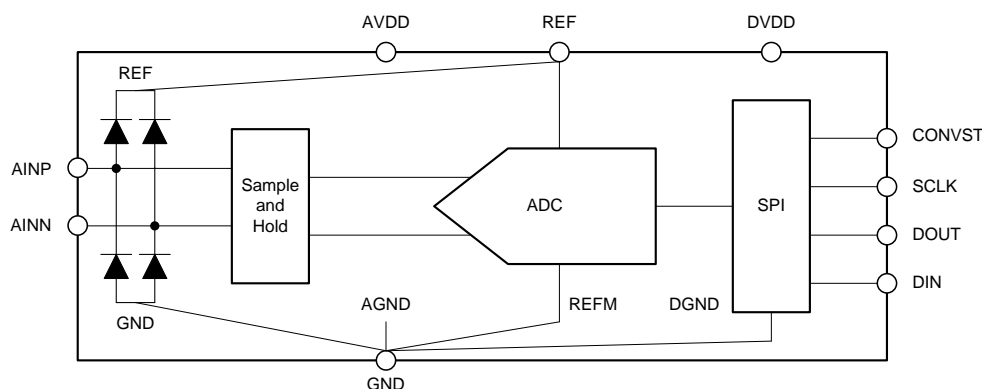 AVDD
REF
DVDD
REF
AINP
AINN
Sample
and
Hold
ADC
SPI
CONVST
SCLK
DOUT
DIN
GND
AGND
REFM
DGND
GND